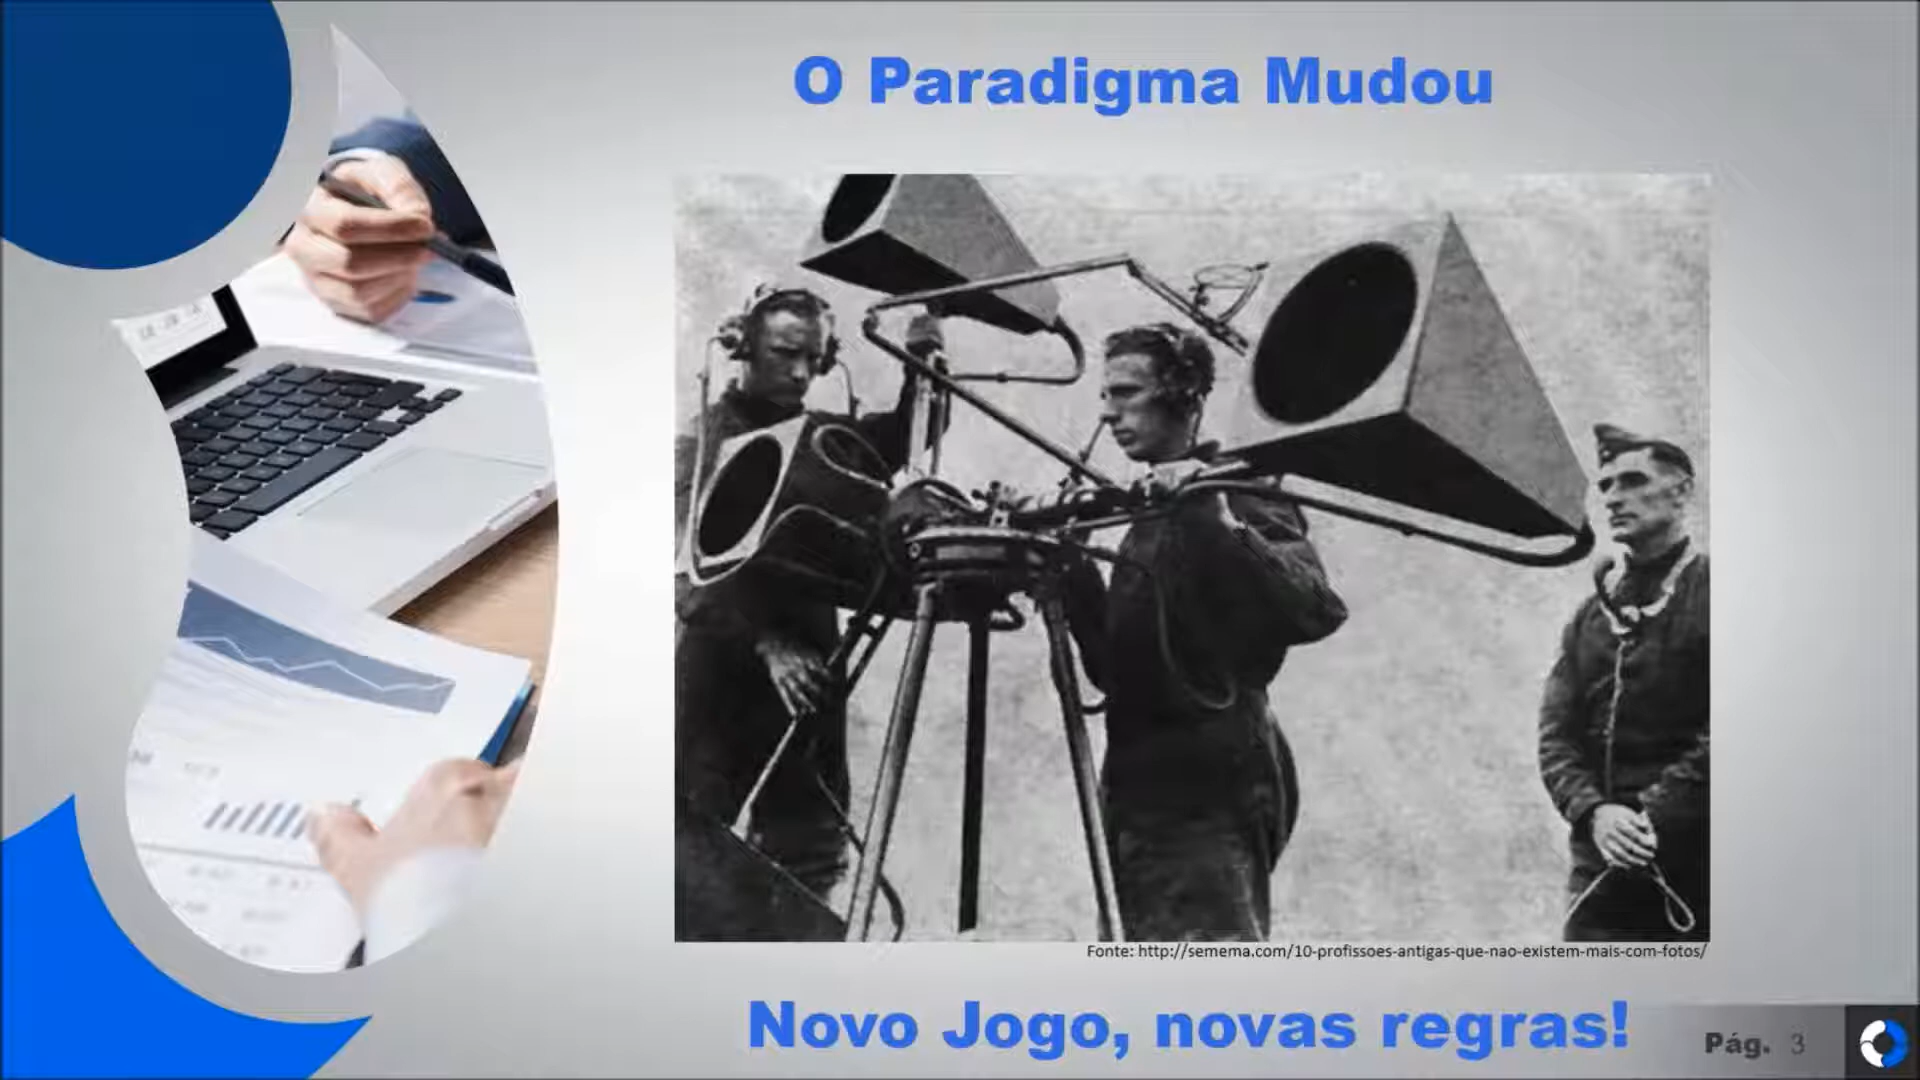 O Paradigma Mudou
Fonte: http://semema.com/10-profissoes-antigas-que-nao-existem-mais-com-fotos/
Novo Jogo, novas regras!
Pág. 3